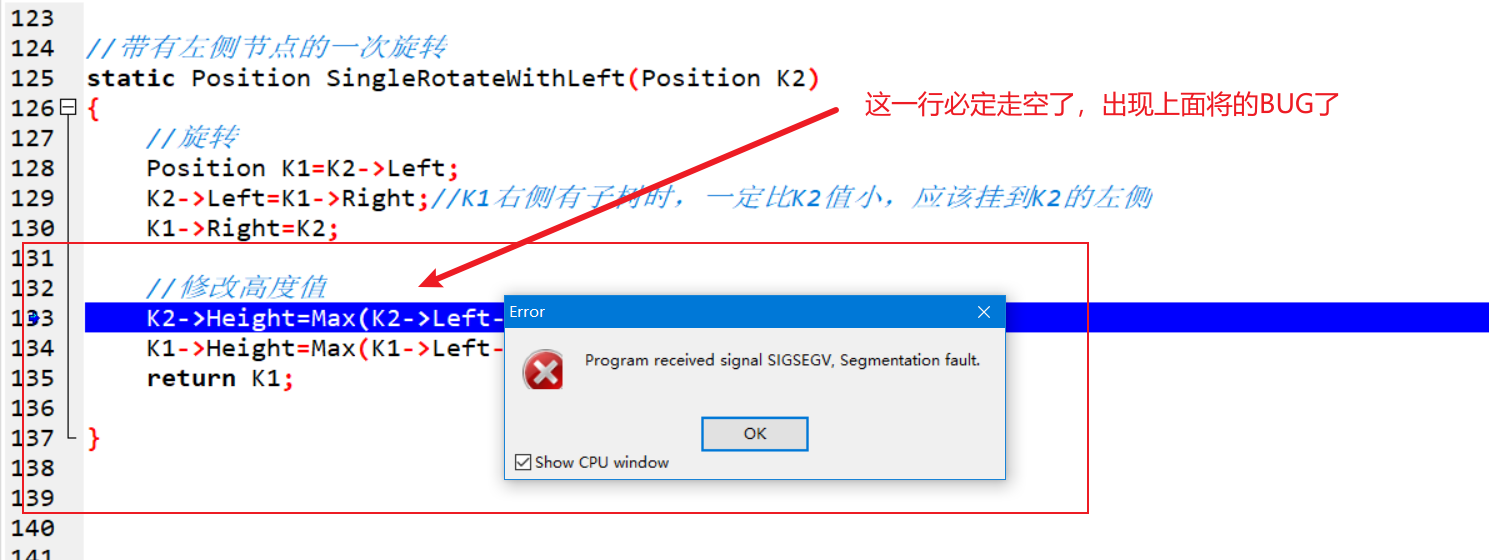 123
124 //带有左侧节点的一次旋转
125 static Position SingleRotateWithLeft(Position K2)
这一行必定走空了，出现上面将的BUG了
126 {
127 //旋转
128 Position K1=K2->Left;
129 K2->Left=K1->Right;//K1右侧有子树时，一定比K2值小，应该挂到K2的左侧
130 K1->Right=K2;
131
132 //修改高度值
133 K2->Height=Max(K2->Left-
134 K1->Height=Max(K1->Left-
135 return K1;
136
137 }
138
139
140
141
Error
Program received signal SIGSEGV, Segmentation fault.
OK
Show CPU window